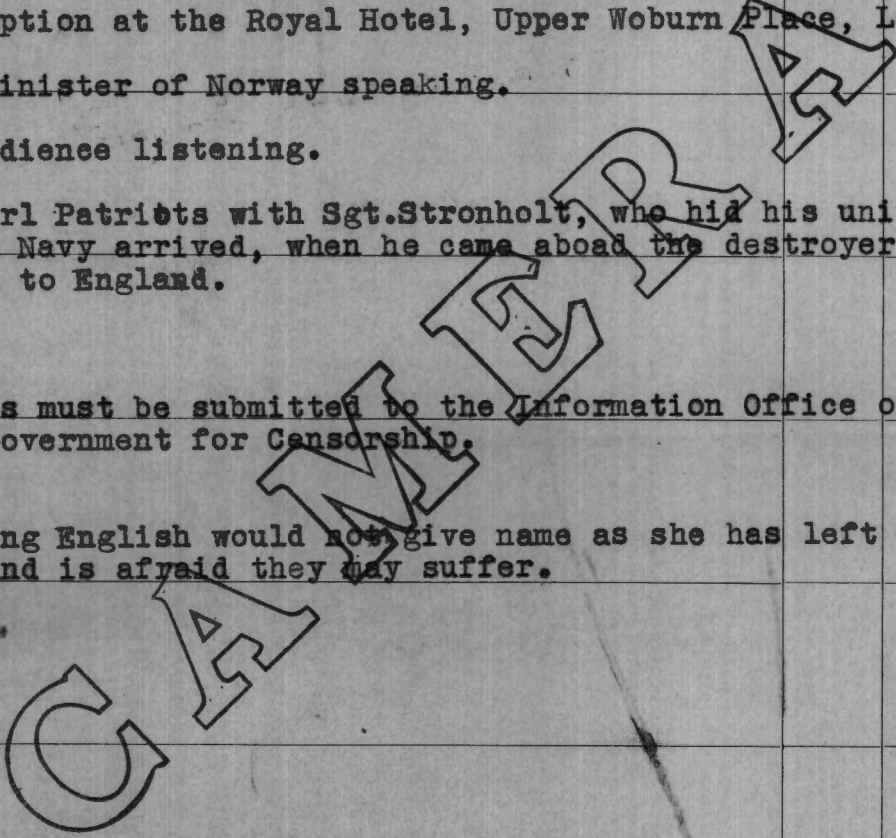 ption at the Royal Hotel, Upper Woburn Place, L
inister of Norway speaking.
dience listening.
rl Patriots with Sgt.Stronholt, who hid his uni
Navy arrived, when he came aboad the destroyer
to England.
s must be submitted to the Information Office o
overnment for Censorship.
ng English would not give name as she has left
nd is afraid they may suffer.
CAMERA